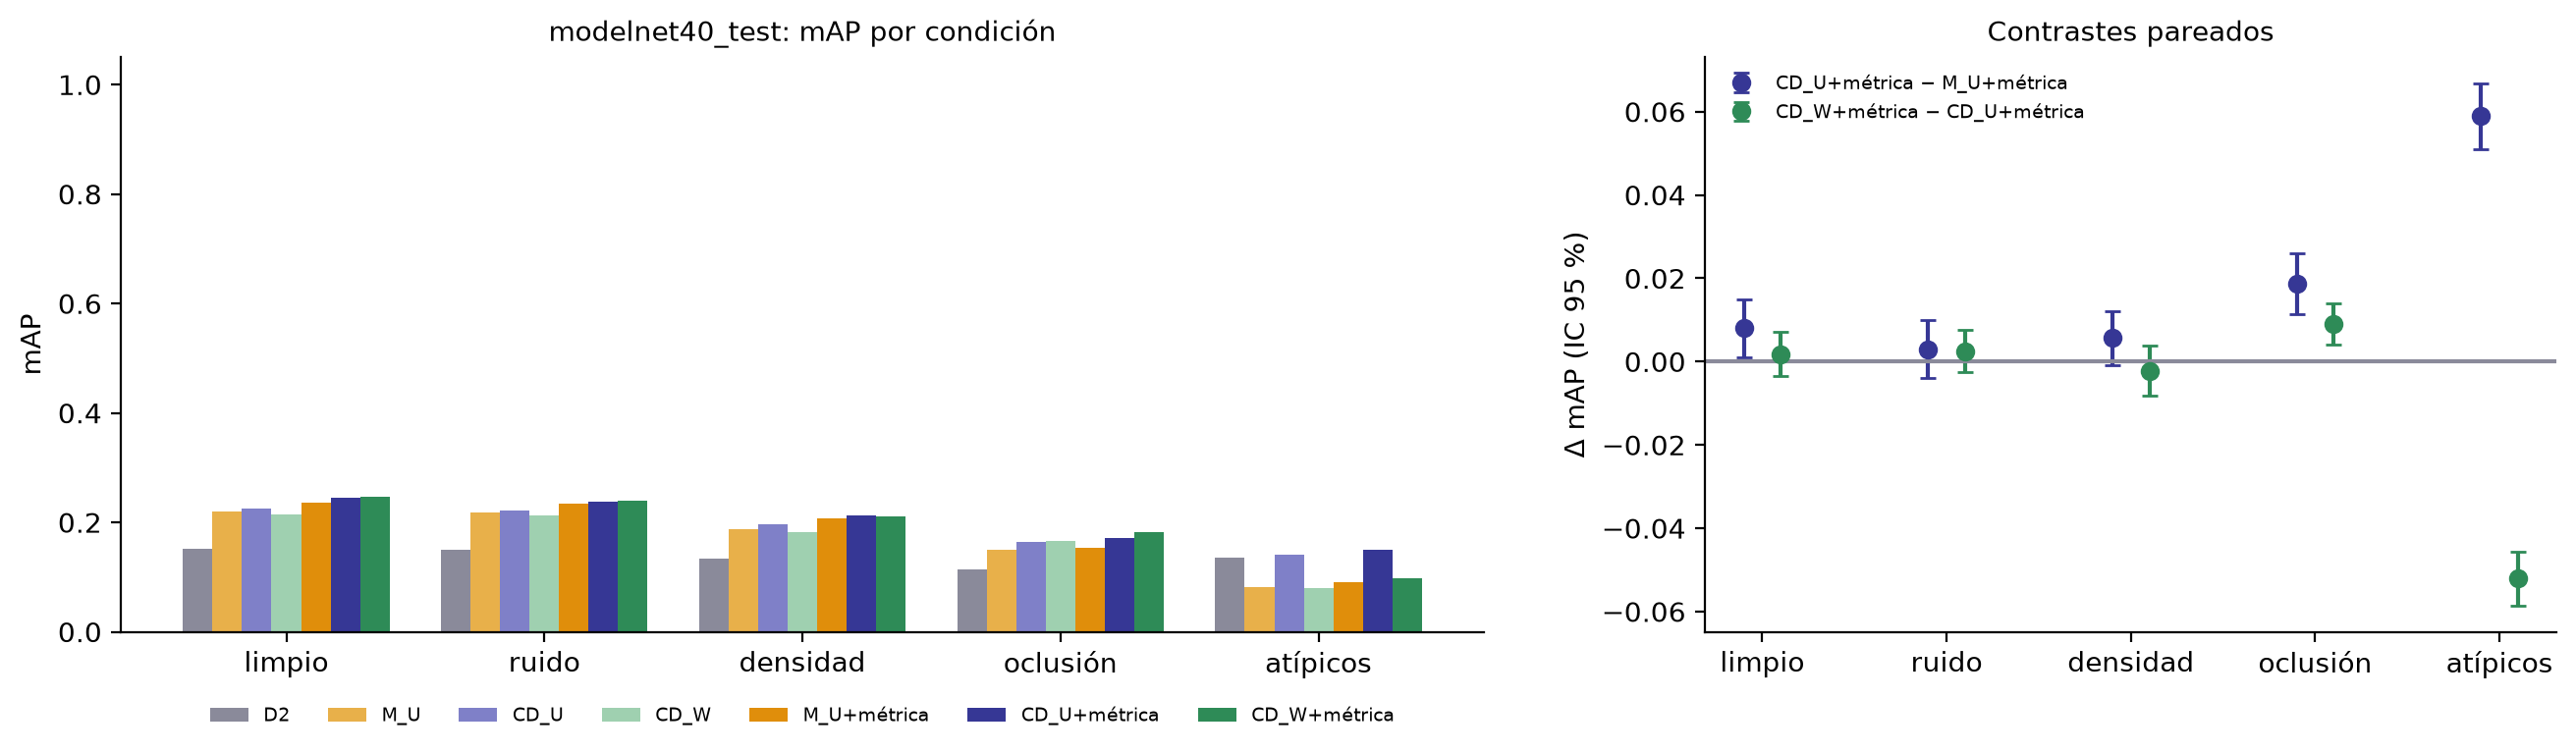 modelnet40_test: mAP por condición
mAP
1.0
0.8
0.6
0.4
0.2
0.0
limpio ruido densidad oclusión atípicos
D2 M_U CD_U CD_W M_U+métrica CD_U+métrica CD_W+métrica
Contrastes pareados
CD_U+métrica − M_U+métrica
CD_W+métrica − CD_U+métrica
Δ mAP (IC 95 %)
0.06
0.04
0.02
0.00
−0.02
−0.04
−0.06
limpio ruido densidad oclusión atípicos